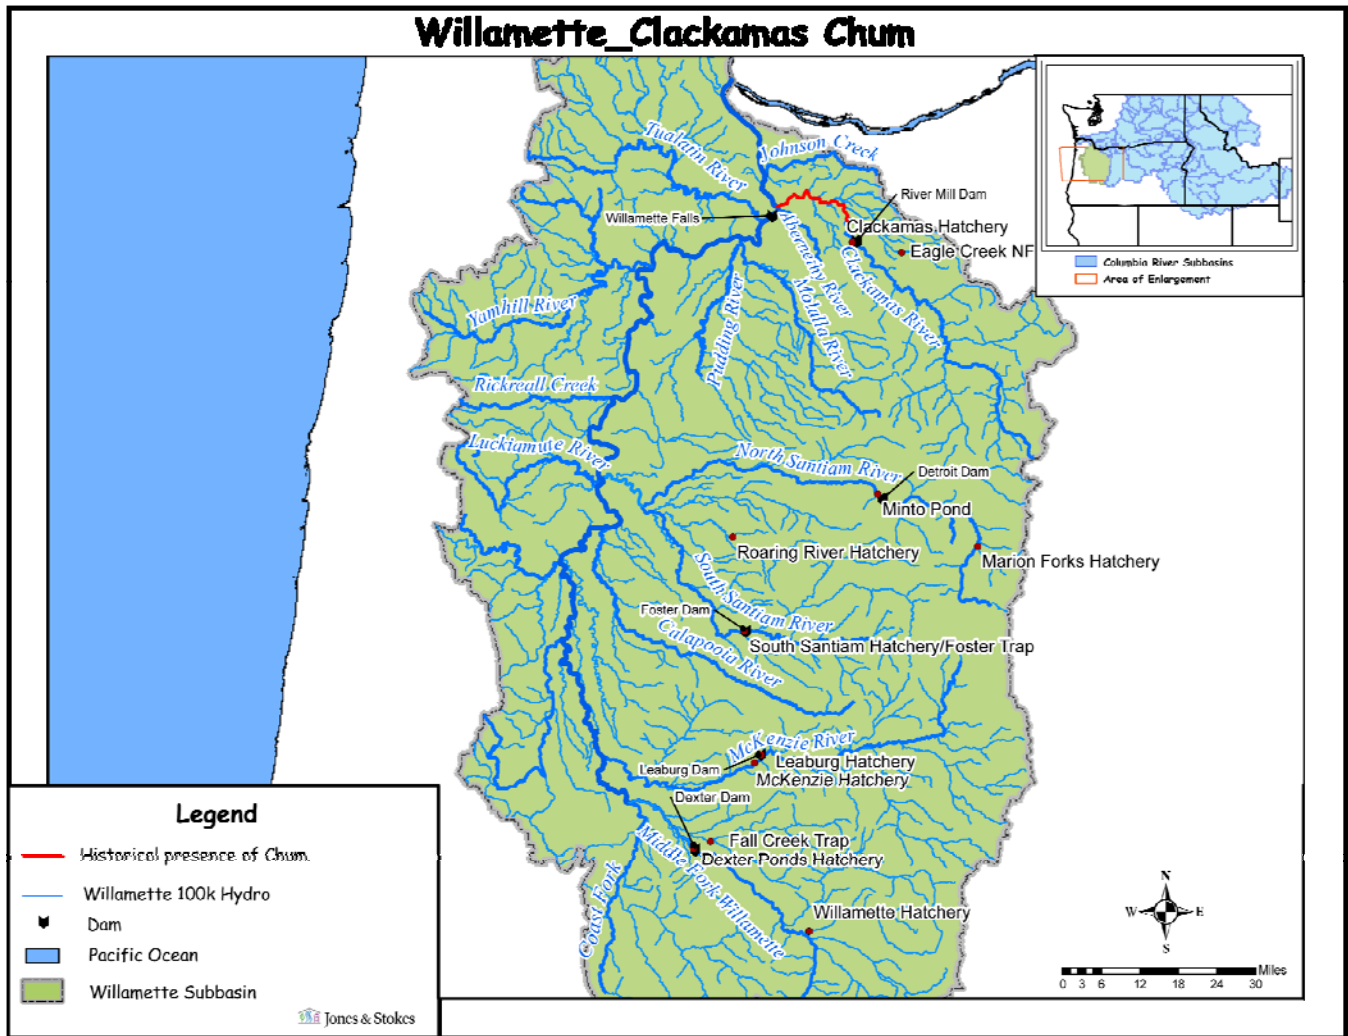 Willamette_Clackamas Chum
Tualatin River
Johnson Creek
River Mill Dam
Willamette Falls
Clackamas Hatchery
Eagle Creek NF
Abernethy River
Clackamas River
Molalla River
Pudding River
Yamhill River
Rickreall Creek
Luckiamute River
North Santiam River
Detroit Dam
Minto Pond
Roaring River Hatchery
Marion Forks Hatchery
South Santiam River
Foster Dam
South Santiam Hatchery/Foster Trap
Calapooia River
McKenzie River
Leaburg Dam
Leaburg Hatchery
McKenzie Hatchery
Dexter Dam
Fall Creek Trap
Dexter Ponds Hatchery
Middle Fork Willamette
Coast Fork
Willamette Hatchery
Columbia River Subbasins
Area of Enlargement
Legend
Historical presence of Chum
Willamette 100k Hydro
Dam
Pacific Ocean
Willamette Subbasin
Jones & Stokes
N
W E
S
Miles
0 3 6 12 18 24 30